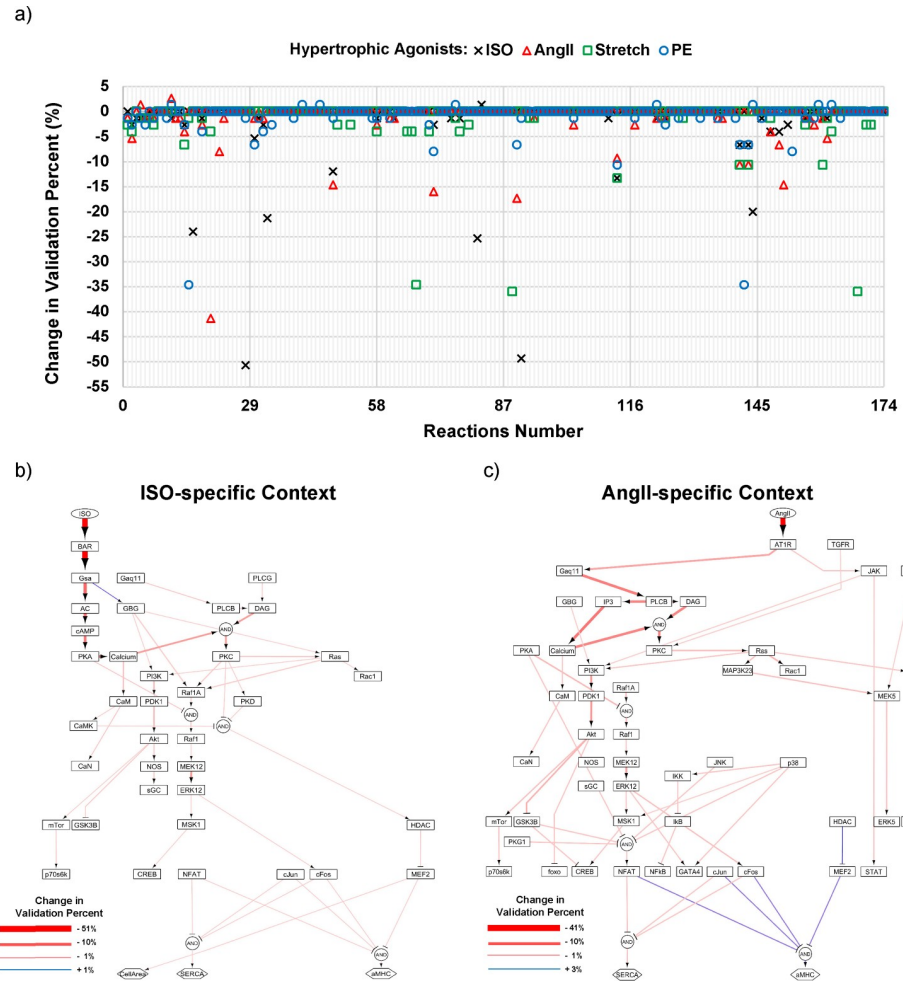 a)
Hypertrophic Agonists: × ISO △ AngII □ Stretch ○ PE
Change in Validation Percent (%)
5
0
-5
-10
-15
-20
-25
-30
-35
-40
-45
-50
-55
0 29 58 87 116 145 174
Reactions Number
b)
ISO-specific Context
ISO
BAR
Gsa Gaq11 PLCG
AC GBG PLCB DAG
cAMP AND
PKA Calcium PKC Ras
PI3K Rac1
CaM PDK1 Raf1A PKD
CaMK AND AND
Akt Raf1
CaN NOS MEK12
sGC ERK12
mTor GSK3B MSK1 HDAC
p70s6k CREB NFAT cJun cFos MEF2
AND AND
CellArea SERCA aMHC
Change in
Validation Percent
- 51%
- 10%
- 1%
+ 1%
c)
AngII-specific Context
AngII
AT1R TGFR
Gaq11 JAK
GBG IP3 PLCB DAG
AND
PKA Calcium PKC Ras
PI3K MAP3K23 Rac1
CaM PDK1 Raf1A MEK5
AND
Akt Raf1
CaN NOS MEK12 JNK p38
sGC ERK12 IKK
mTor GSK3B MSK1 IkB HDAC ERK5
PKG1 AND
p70s6k foxo CREB NFAT NFkB GATA4 cJun cFos MEF2 STAT
AND AND
SERCA aMHC
Change in
Validation Percent
- 41%
- 10%
- 1%
+ 3%